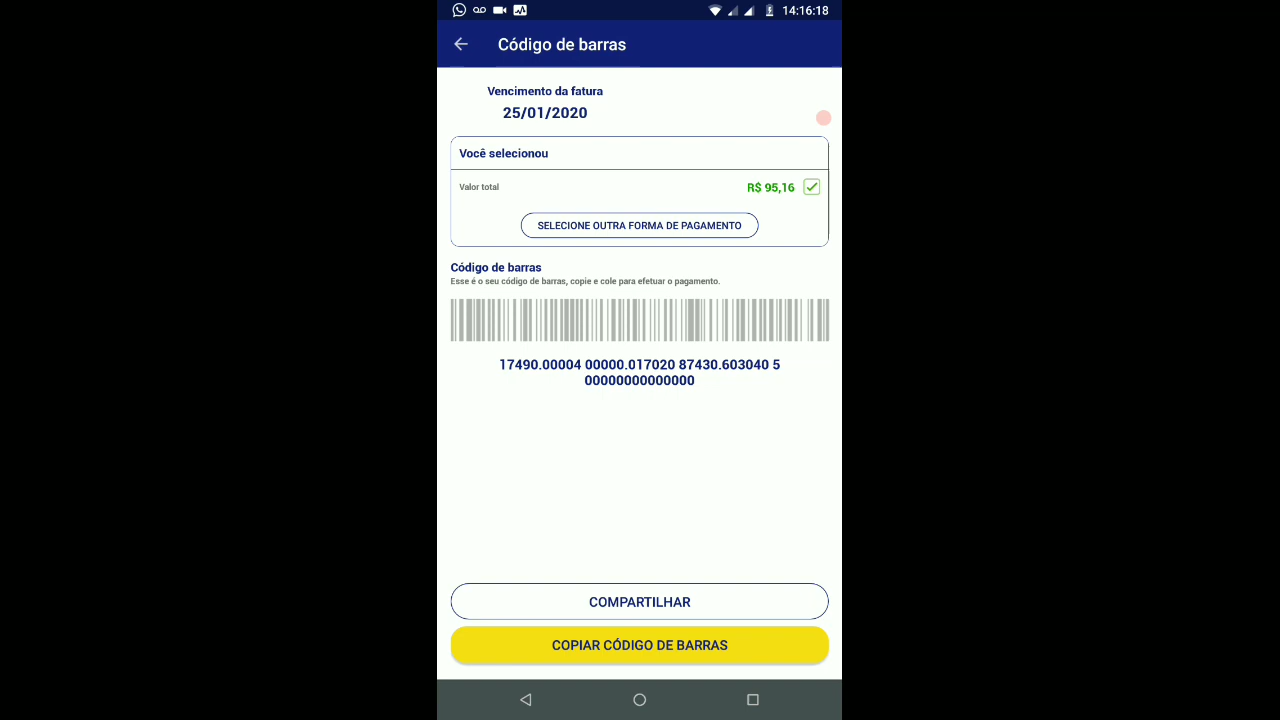 14:16:18
Código de barras
Vencimento da fatura
25/01/2020
Você selecionou
Valor total R$ 95,16
SELECIONE OUTRA FORMA DE PAGAMENTO
Código de barras
Esse é o seu código de barras, copie e cole para efetuar o pagamento.
17490.00004 00000.017020 87430.603040 5
00000000000000
COMPARTILHAR
COPIAR CÓDIGO DE BARRAS